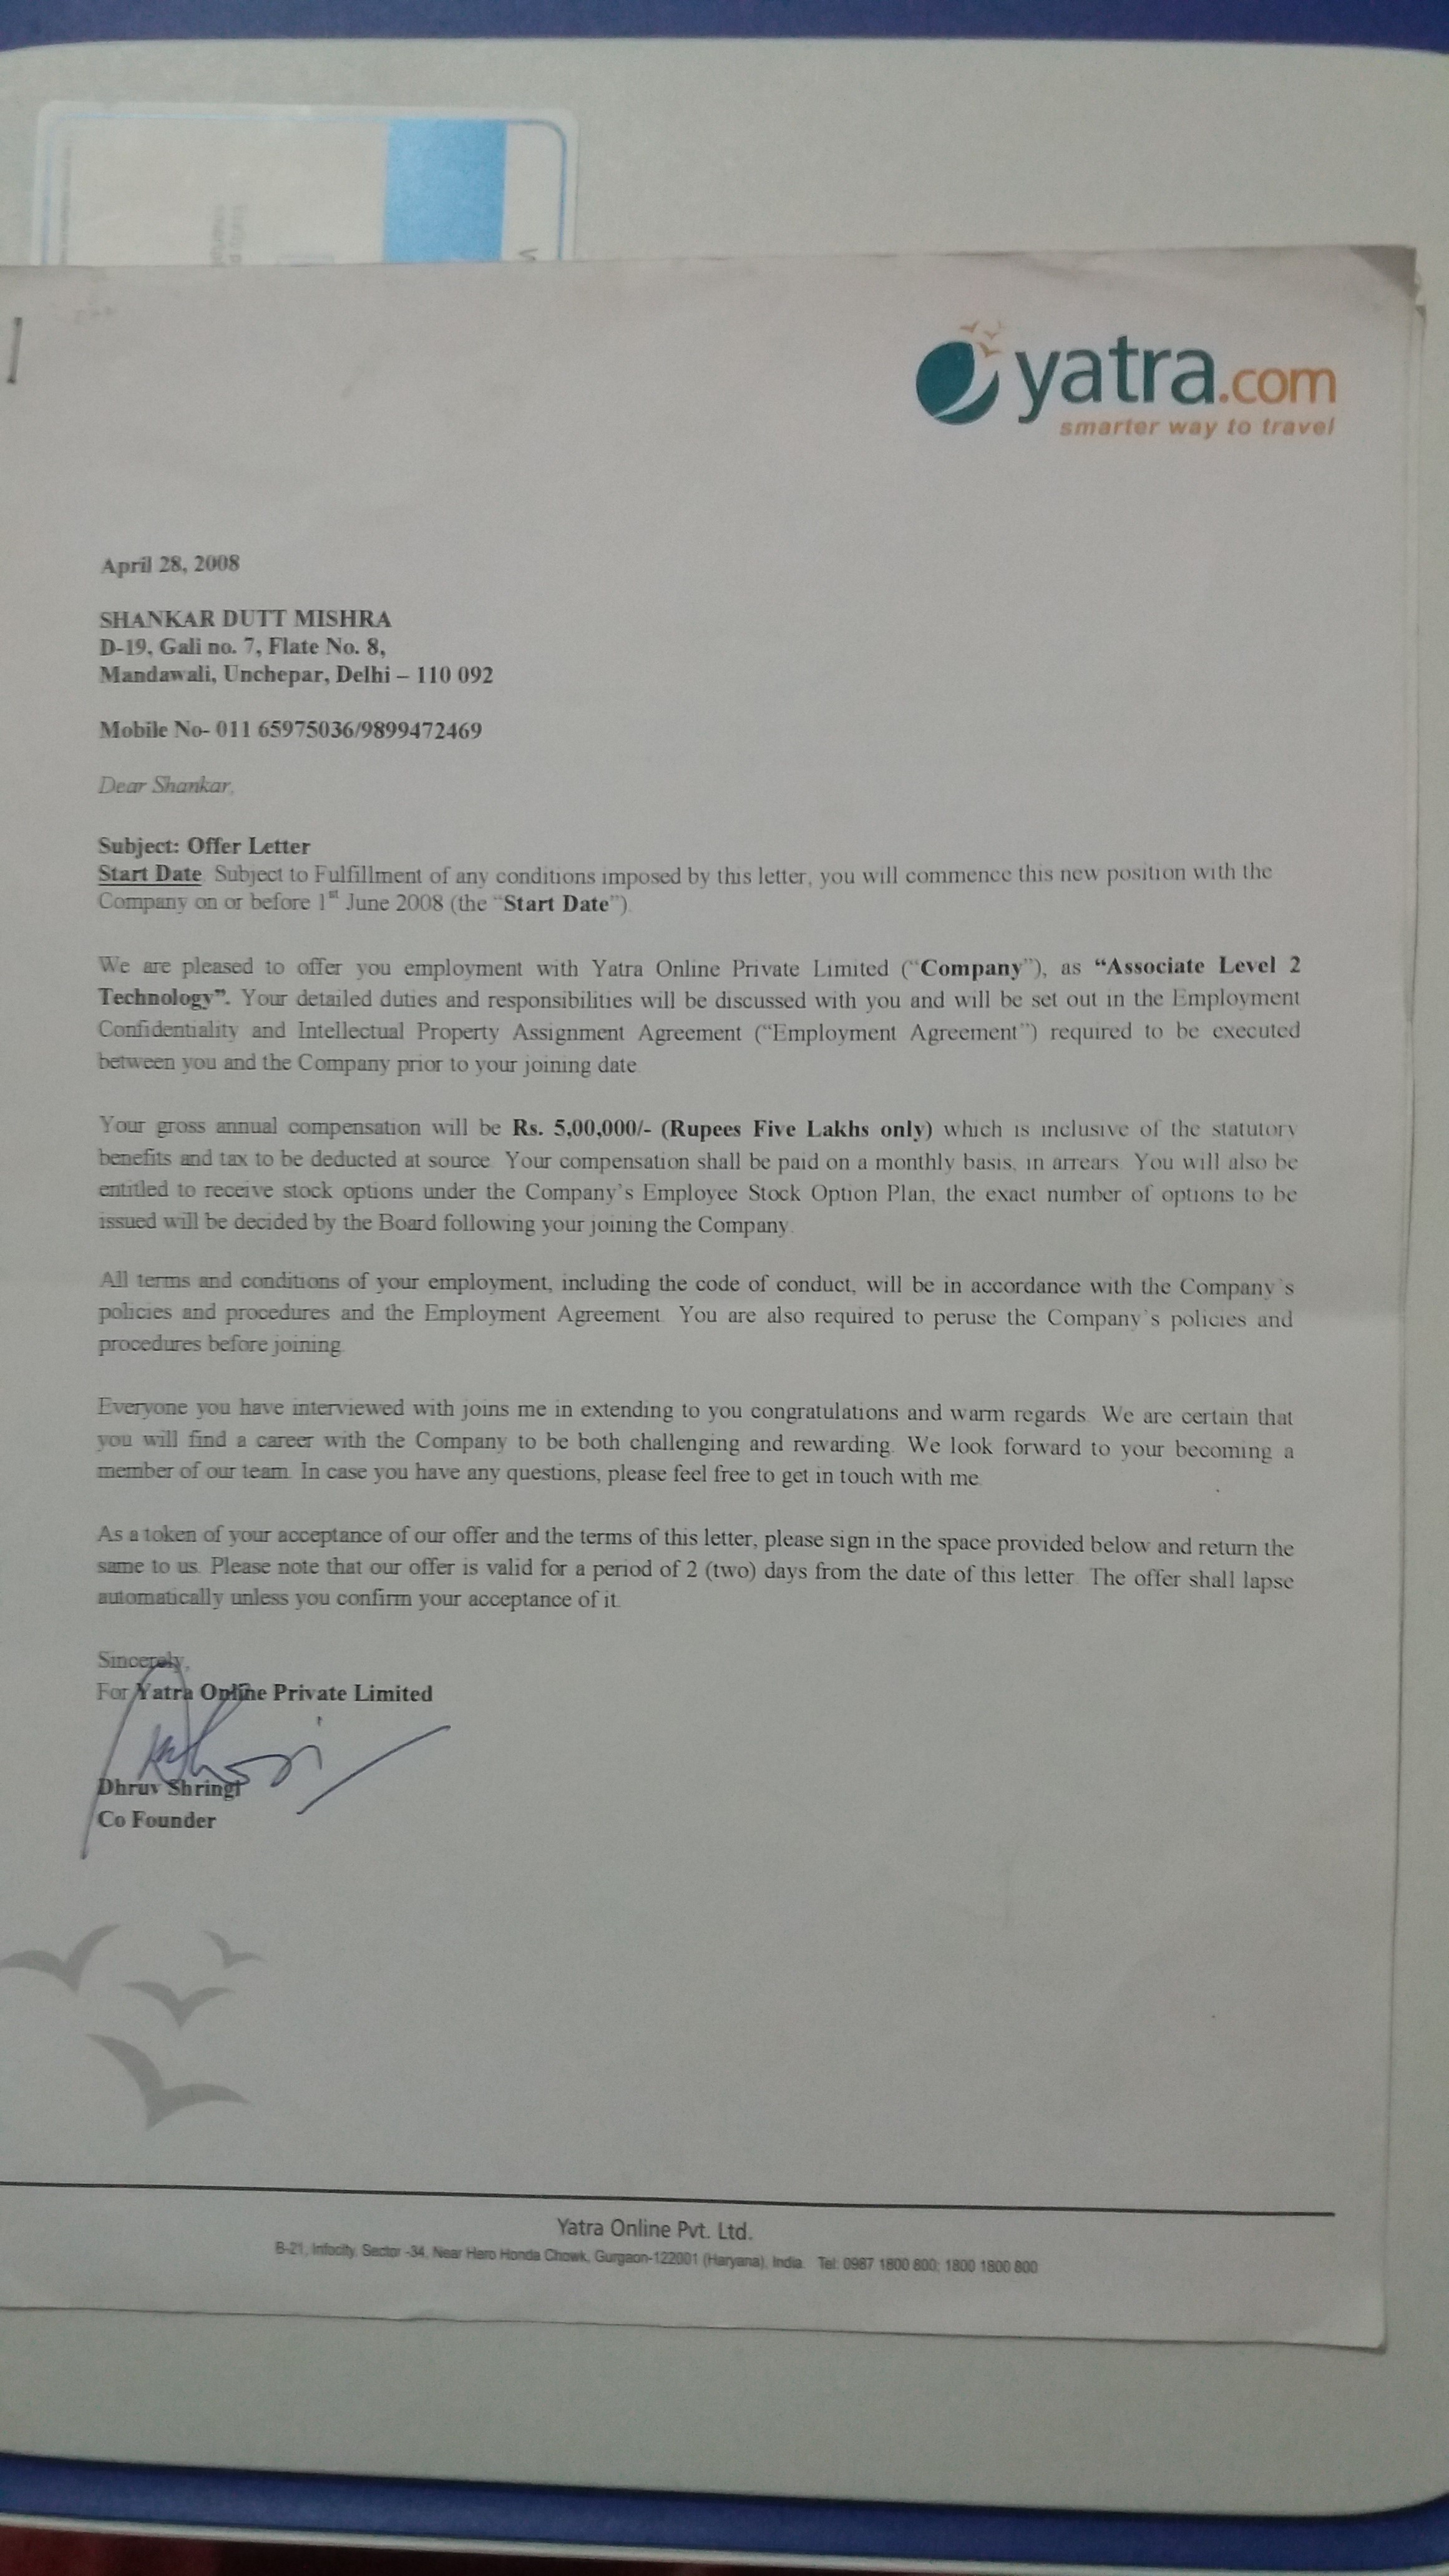 yatra.com
smarter way to travel
April 28, 2008
SHANKAR DUTT MISHRA
D-19, Gali no. 7, Flate No. 8,
Mandawali, Unchepar, Delhi – 110 092
Mobile No- 011 65975036/9899472469
Dear Shankar,
Subject: Offer Letter
Start Date. Subject to Fulfillment of any conditions imposed by this letter, you will commence this new position with the
Company on or before 1st June 2008 (the “Start Date”).
We are pleased to offer you employment with Yatra Online Private Limited (“Company”), as “Associate Level 2
Technology”. Your detailed duties and responsibilities will be discussed with you and will be set out in the Employment
Confidentiality and Intellectual Property Assignment Agreement (“Employment Agreement”) required to be executed
between you and the Company prior to your joining date.
Your gross annual compensation will be Rs. 5,00,000/- (Rupees Five Lakhs only) which is inclusive of the statutory
benefits and tax to be deducted at source. Your compensation shall be paid on a monthly basis, in arrears. You will also be
entitled to receive stock options under the Company’s Employee Stock Option Plan, the exact number of options to be
issued will be decided by the Board following your joining the Company.
All terms and conditions of your employment, including the code of conduct, will be in accordance with the Company’s
policies and procedures and the Employment Agreement. You are also required to peruse the Company’s policies and
procedures before joining.
Everyone you have interviewed with joins me in extending to you congratulations and warm regards. We are certain that
you will find a career with the Company to be both challenging and rewarding. We look forward to your becoming a
member of our team. In case you have any questions, please feel free to get in touch with me.
As a token of your acceptance of our offer and the terms of this letter, please sign in the space provided below and return the
same to us. Please note that our offer is valid for a period of 2 (two) days from the date of this letter. The offer shall lapse
automatically unless you confirm your acceptance of it.
Sincerely,
For Yatra Online Private Limited
Dhruv Shringi
Co Founder
Yatra Online Pvt. Ltd.
B-21, Infocity, Sector -34, Near Hero Honda Chowk, Gurgaon-122001 (Haryana), India. Tel: 0987 1800 800; 1800 1800 800